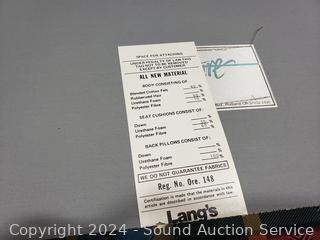 SPACE FOR ATTACHING
UNDER PENALTY OF LAW THIS
TAG NOT TO BE REMOVED
EXCEPT BY CUSTOMER
ALL NEW MATERIAL
BODY CONSISTING OF
Blended Cotton Felt
Rubberized Hair
Urethane Foam
Polyester Fibre
SEAT CUSHIONS CONSIST OF:
Down
Urethane Foam
Polyester Fibre
BACK PILLOWS CONSIST OF:
Down
Urethane Foam
Polyester Fibre 100%
WE DO NOT GUARANTEE FABRICS
Reg. No. Ore. 148
Certification is made that the materials in this
article are described in accordance with law.
Lang's
Copyright 2024 - Sound Auction Service